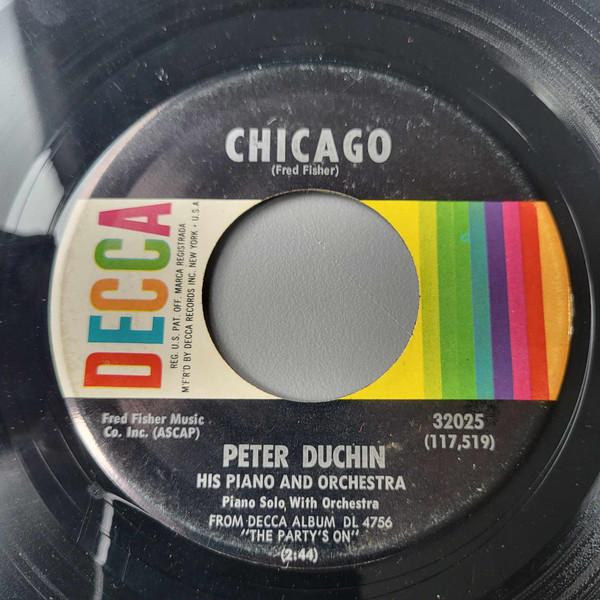 CHICAGO
(Fred Fisher)
DECCA
REG. U.S. PAT. OFF. MARCA REGISTRADA
M'F'R'D BY DECCA RECORDS INC. NEW YORK • U.S.A
Fred Fisher Music
Co. Inc. (ASCAP)
32025
(117,519)
PETER DUCHIN
HIS PIANO AND ORCHESTRA
Piano Solo, With Orchestra
FROM DECCA ALBUM DL 4756
"THE PARTY'S ON"
(2:44)